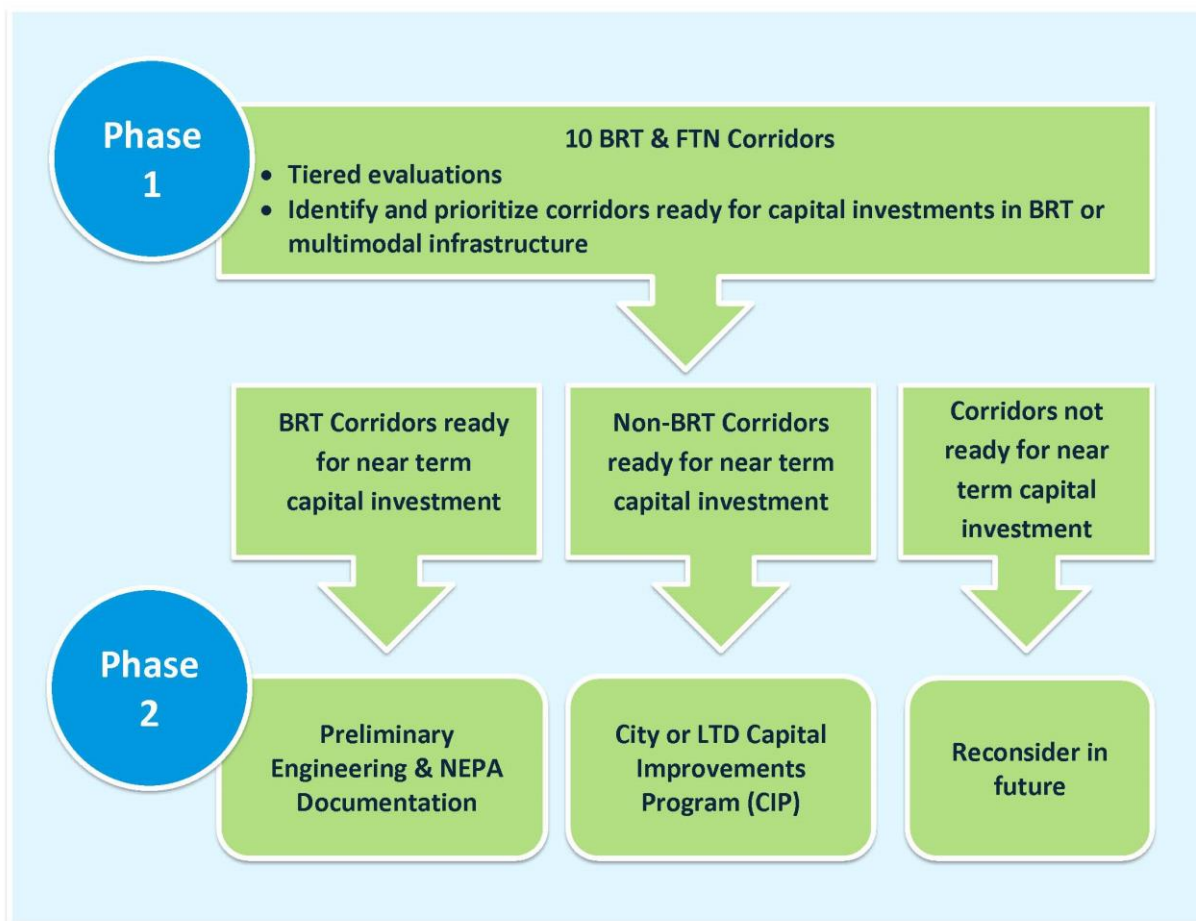 Phase
1
10 BRT & FTN Corridors
• Tiered evaluations
• Identify and prioritize corridors ready for capital investments in BRT or
multimodal infrastructure
BRT Corridors ready
for near term
capital investment
Non-BRT Corridors
ready for near term
capital investment
Corridors not
ready for near
term capital
investment
Phase
2
Preliminary
Engineering & NEPA
Documentation
City or LTD Capital
Improvements
Program (CIP)
Reconsider in
future